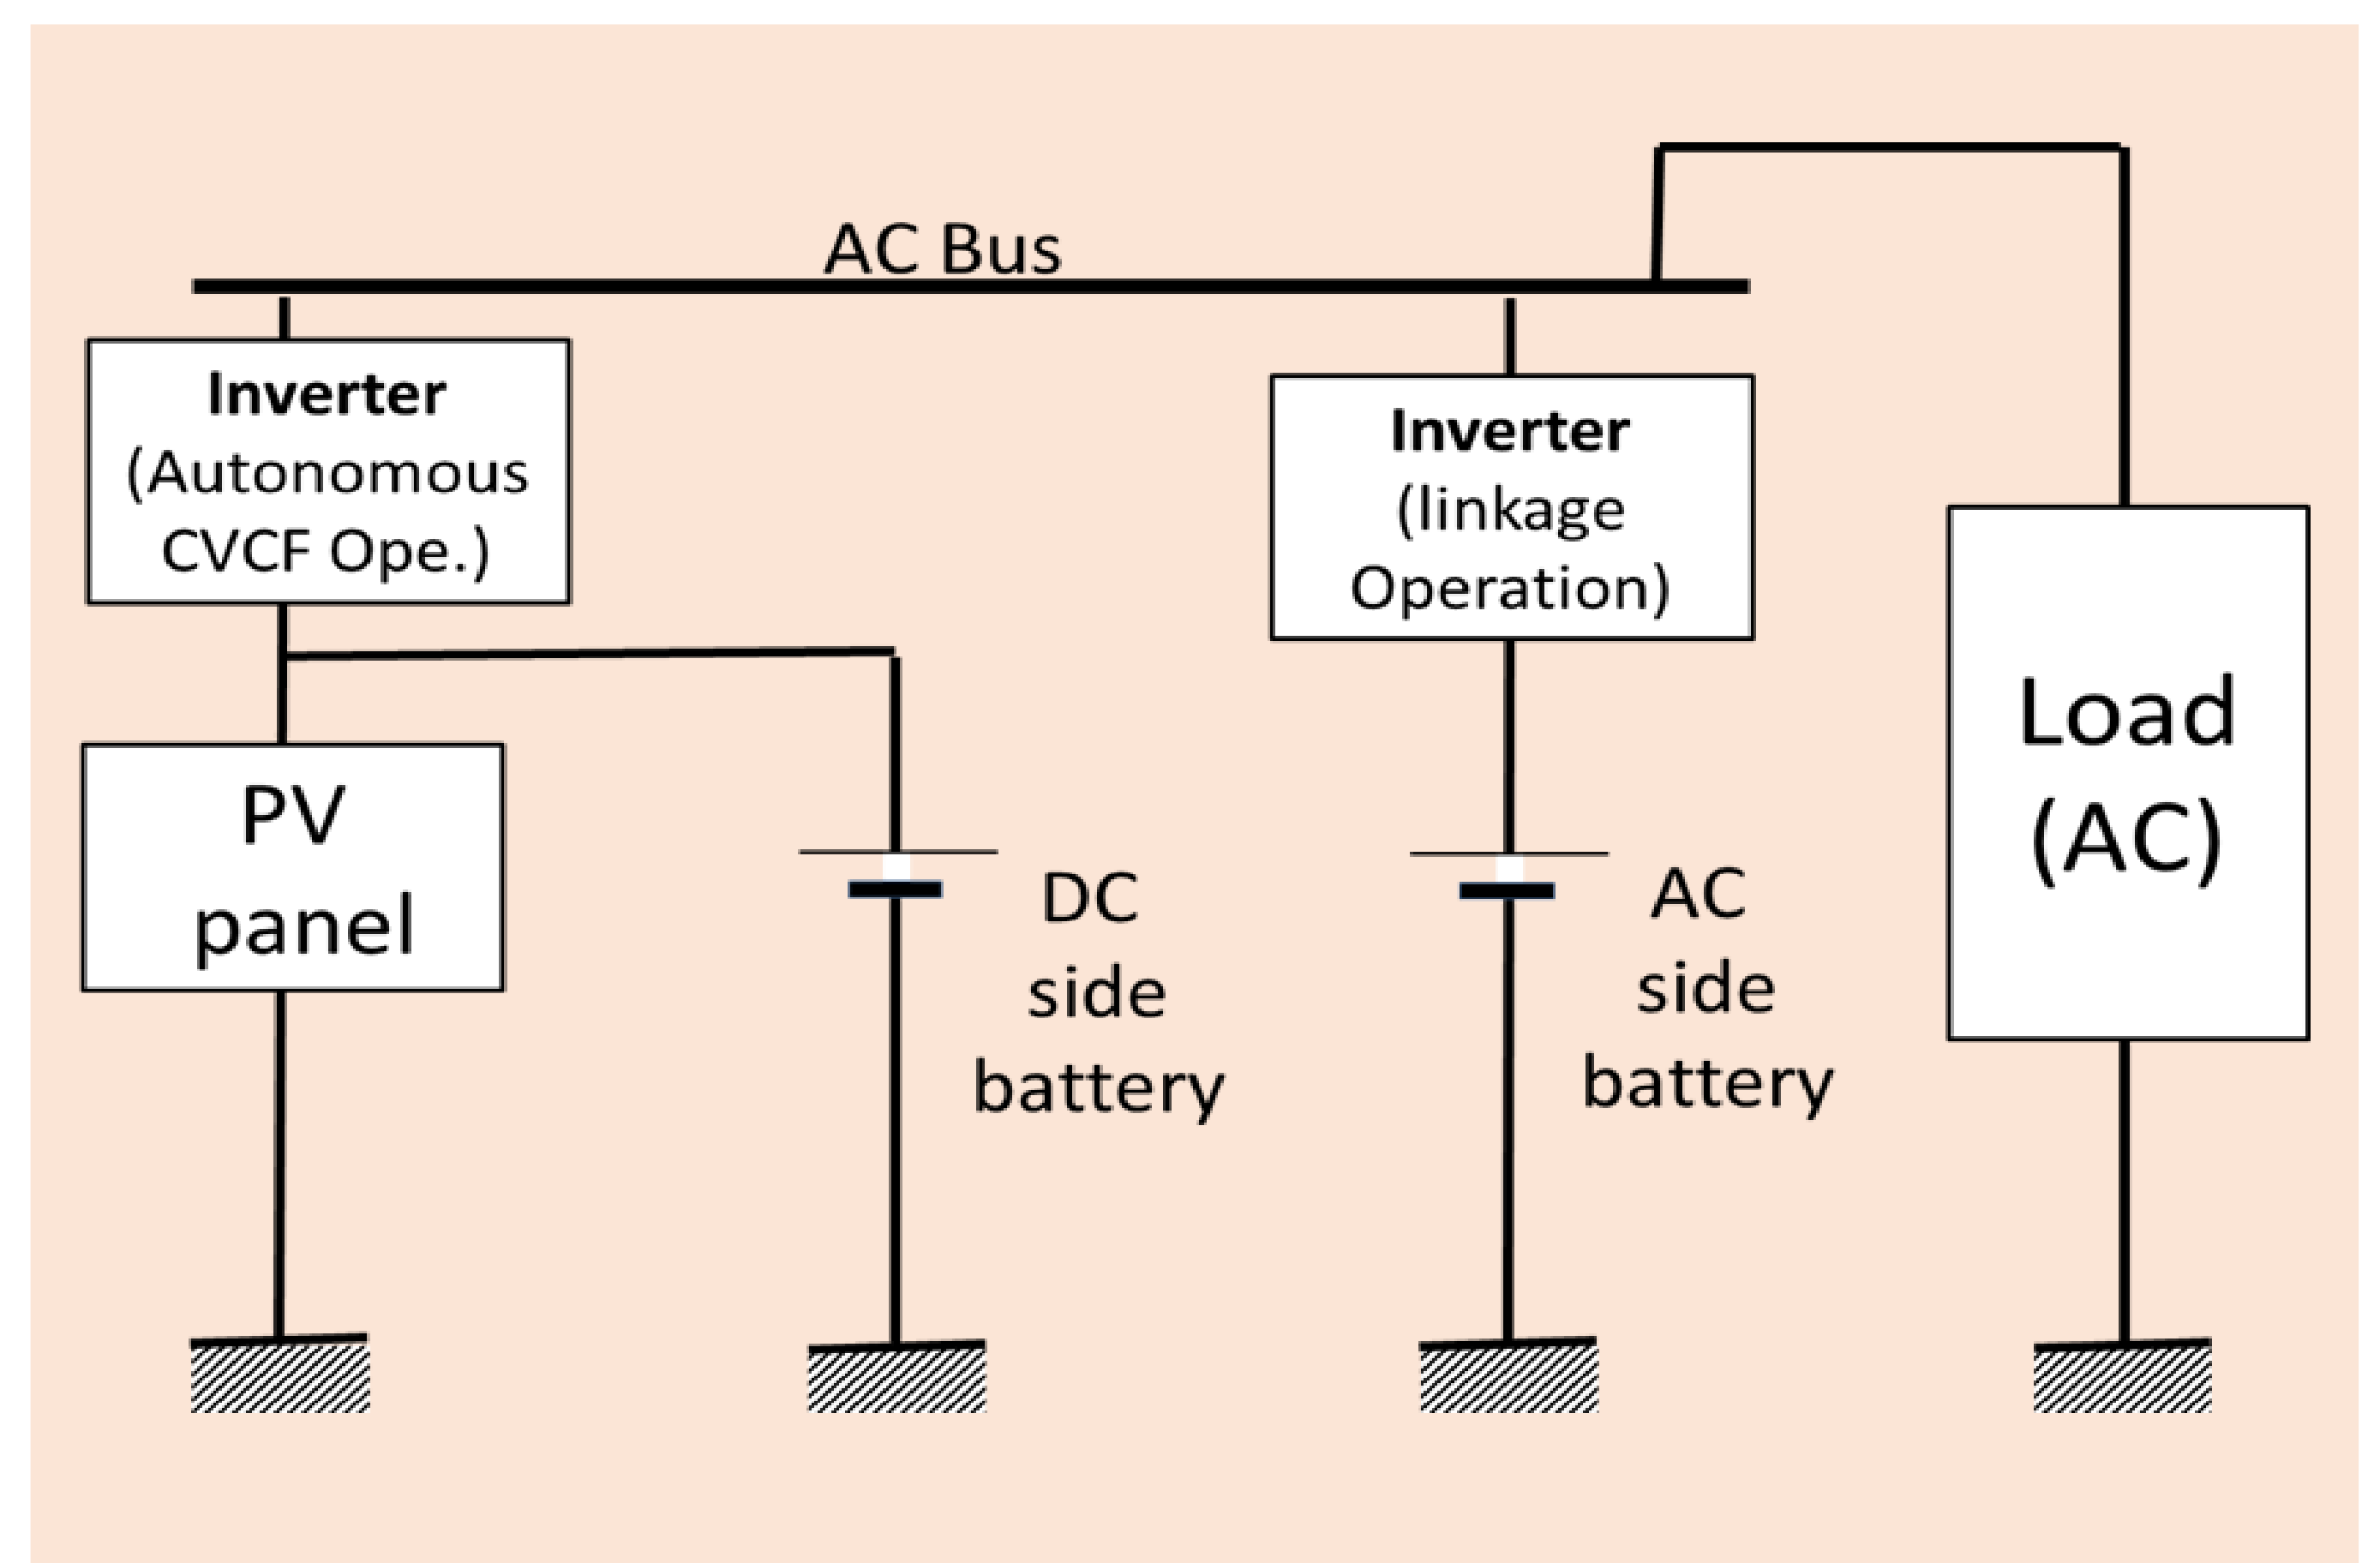 AC Bus
Inverter
(Autonomous
CVCF Ope.)
Inverter
(linkage
Operation)
PV
panel
DC
side
battery
AC
side
battery
Load
(AC)